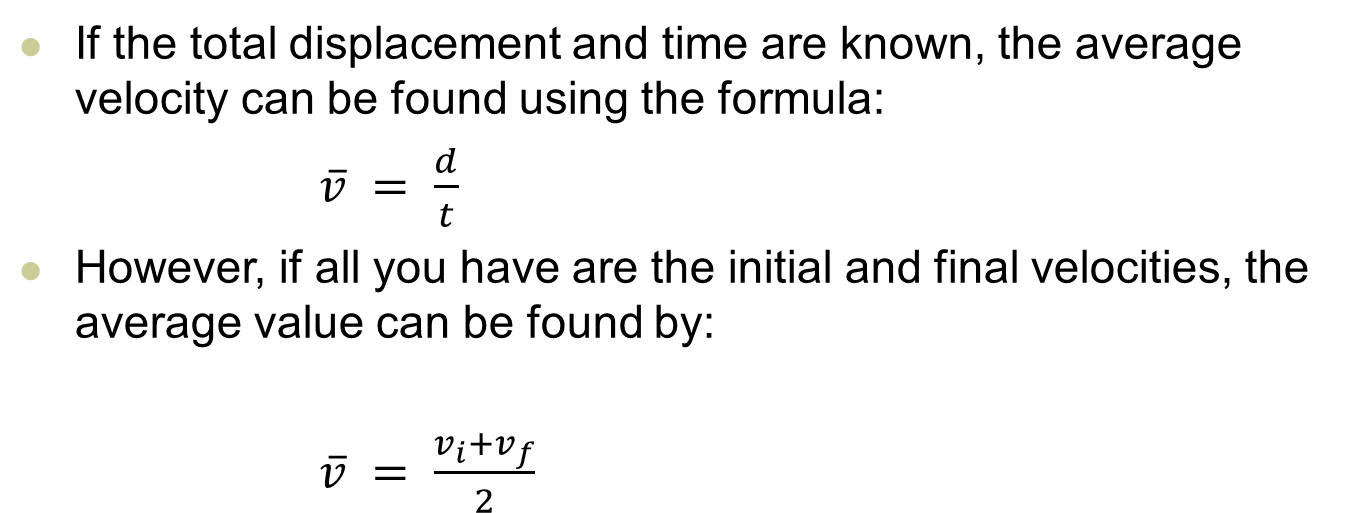 ● If the total displacement and time are known, the average
velocity can be found using the formula:
v̄ = d/t
● However, if all you have are the initial and final velocities, the
average value can be found by:
v̄ = vᵢ+v_f/2